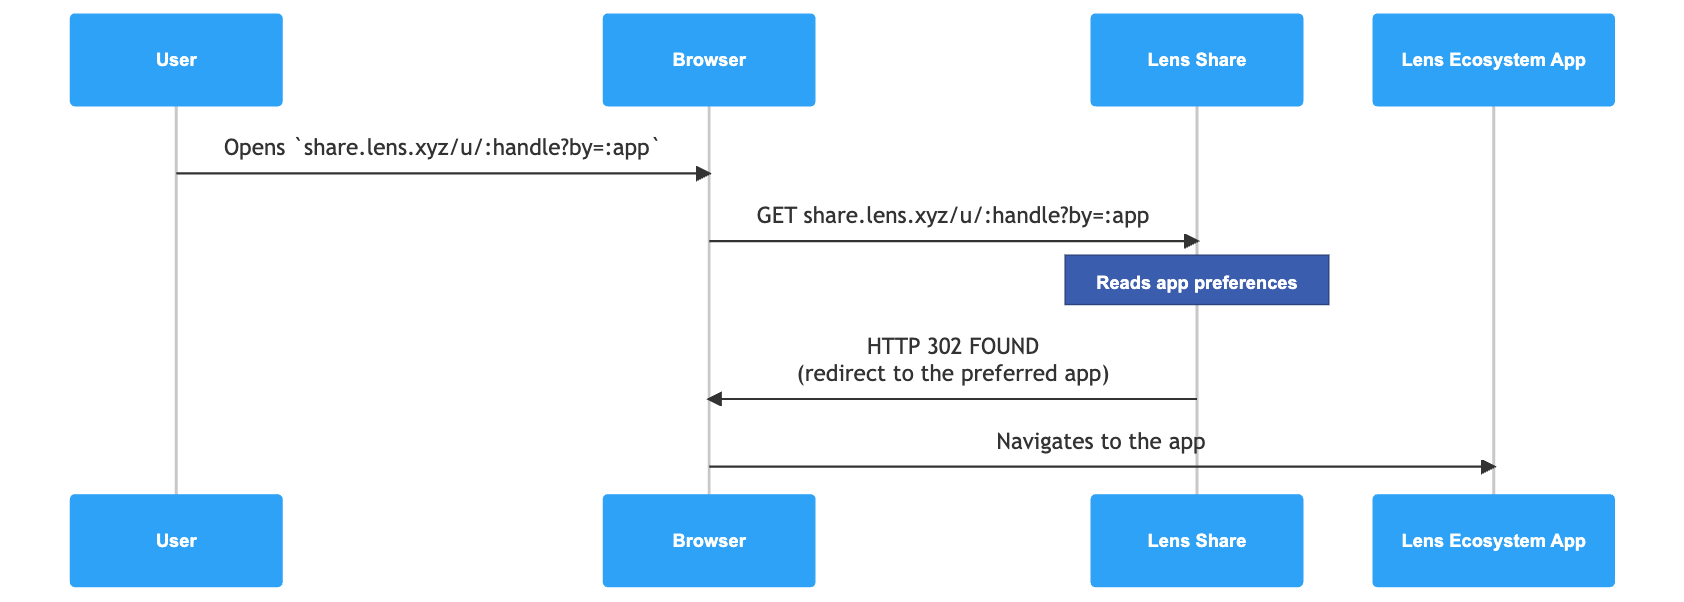 User
Browser
Lens Share
Lens Ecosystem App
Opens `share.lens.xyz/u/:handle?by=:app`
GET share.lens.xyz/u/:handle?by=:app
Reads app preferences
HTTP 302 FOUND
(redirect to the preferred app)
Navigates to the app
User
Browser
Lens Share
Lens Ecosystem App